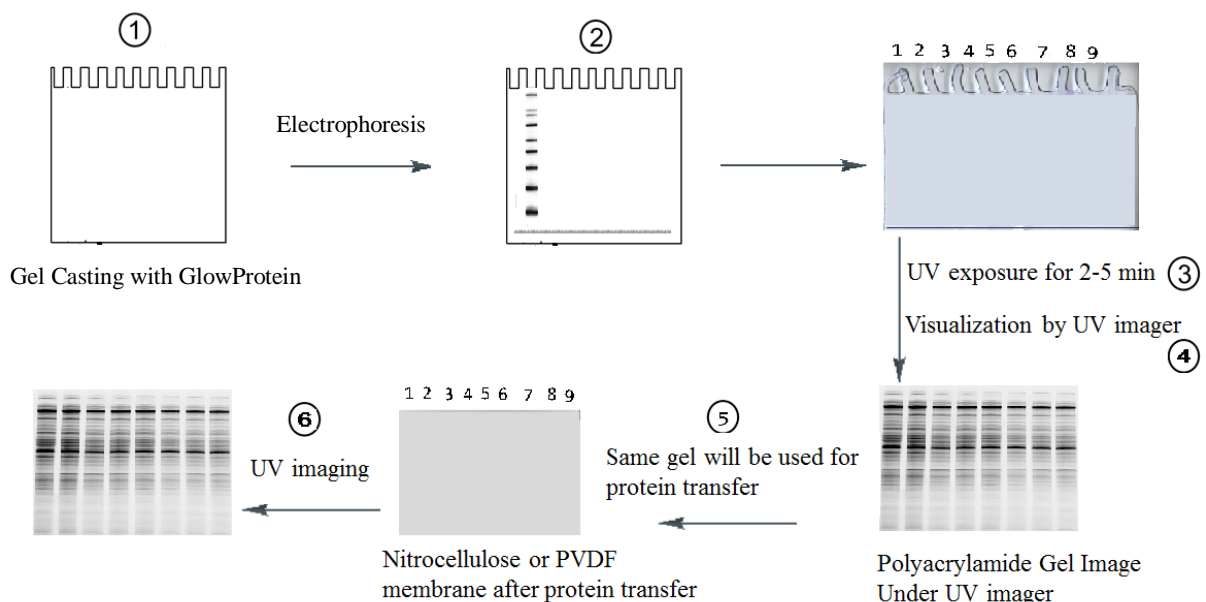 ①
②
1 2 3 4 5 6 7 8 9
Electrophoresis
Gel Casting with GlowProtein
UV exposure for 2-5 min ③
Visualization by UV imager
④
1 2 3 4 5 6 7 8 9
⑥
UV imaging
⑤
Same gel will be used for
protein transfer
Nitrocellulose or PVDF
membrane after protein transfer
Polyacrylamide Gel Image
Under UV imager